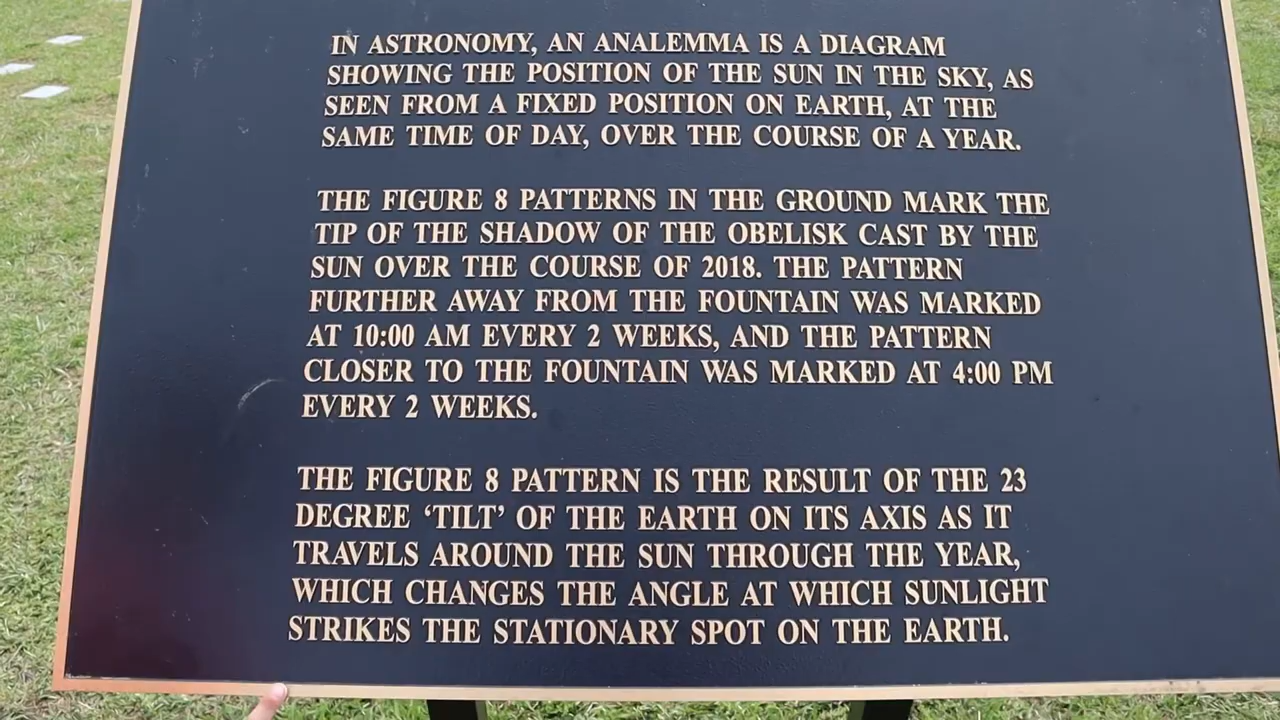 IN ASTRONOMY, AN ANALEMMA IS A DIAGRAM
SHOWING THE POSITION OF THE SUN IN THE SKY, AS
SEEN FROM A FIXED POSITION ON EARTH, AT THE
SAME TIME OF DAY, OVER THE COURSE OF A YEAR.
THE FIGURE 8 PATTERNS IN THE GROUND MARK THE
TIP OF THE SHADOW OF THE OBELISK CAST BY THE
SUN OVER THE COURSE OF 2018. THE PATTERN
FURTHER AWAY FROM THE FOUNTAIN WAS MARKED
AT 10:00 AM EVERY 2 WEEKS, AND THE PATTERN
CLOSER TO THE FOUNTAIN WAS MARKED AT 4:00 PM
EVERY 2 WEEKS.
THE FIGURE 8 PATTERN IS THE RESULT OF THE 23
DEGREE ‘TILT’ OF THE EARTH ON ITS AXIS AS IT
TRAVELS AROUND THE SUN THROUGH THE YEAR,
WHICH CHANGES THE ANGLE AT WHICH SUNLIGHT
STRIKES THE STATIONARY SPOT ON THE EARTH.